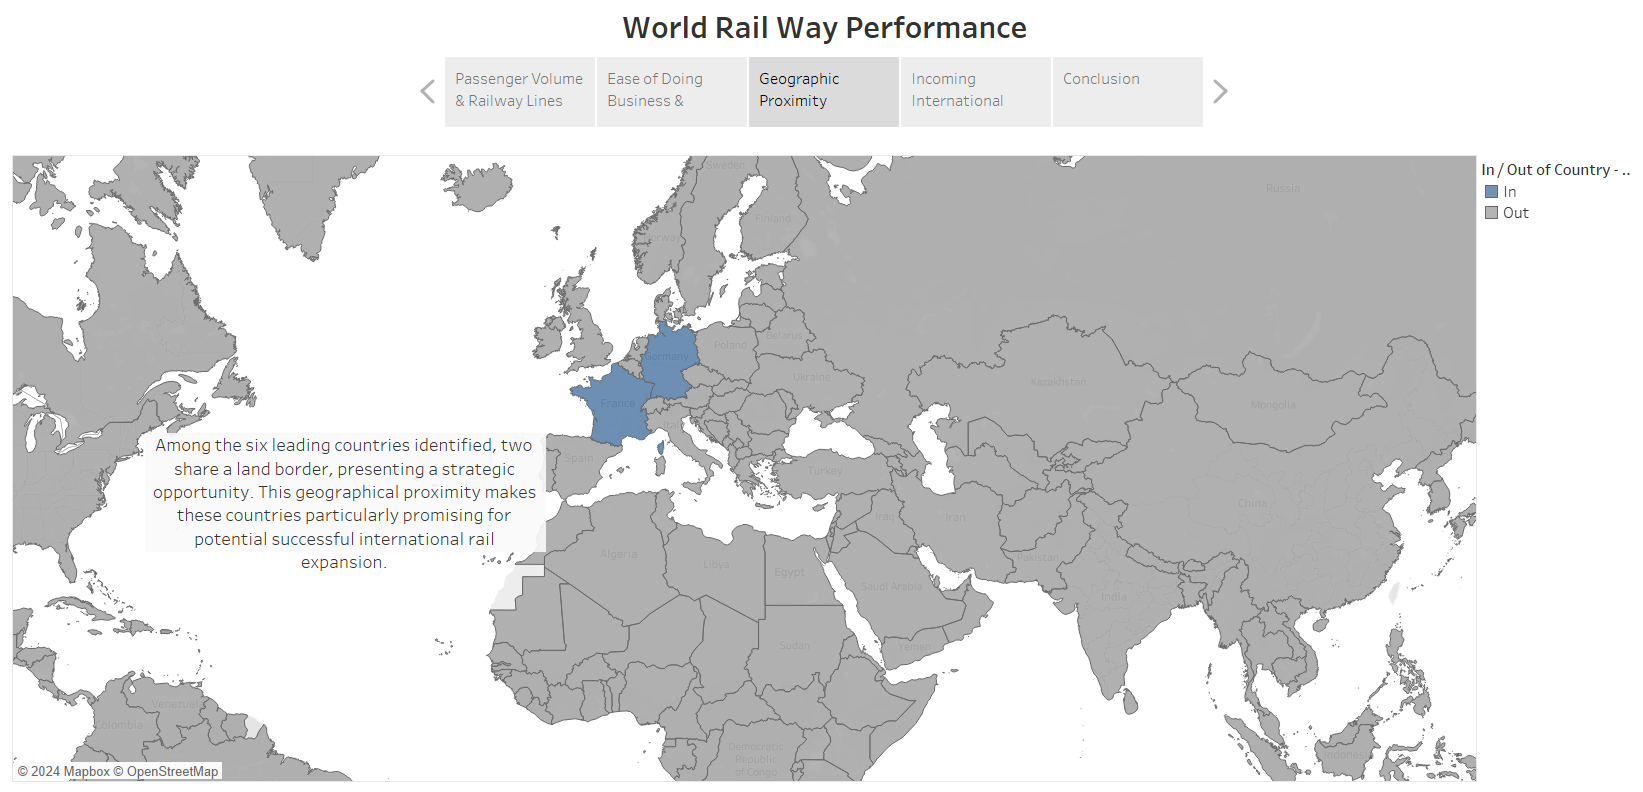 World Rail Way Performance
Passenger Volume
& Railway Lines
Ease of Doing
Business &
Geographic
Proximity
Incoming
International
Conclusion
In / Out of Country - ..
In
Out
Sweden
Russia
Finland
Norway
Belarus
Poland
Germany
Ukraine
Kazakhstan
France
Mongolia
Italy
Among the six leading countries identified, two
share a land border, presenting a strategic
opportunity. This geographical proximity makes
these countries particularly promising for
potential successful international rail
expansion.
Spain
Turkey
China
Iraq
Iran
Algeria
Libya
Egypt
Pakistan
Saudi Arabia
India
Sudan
Yemen
Venezuela
Colombia
Democratic
Republic
of Congo
Indonesia
© 2024 Mapbox © OpenStreetMap